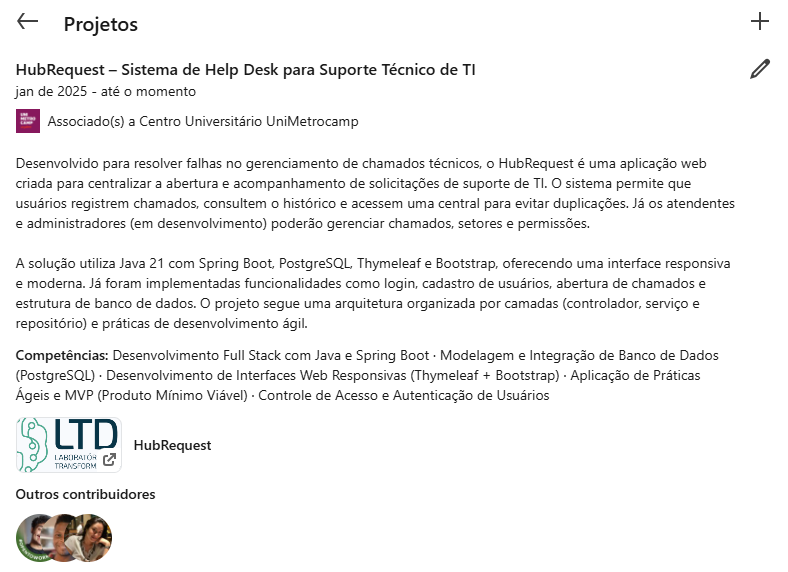 Projetos
HubRequest – Sistema de Help Desk para Suporte Técnico de TI
jan de 2025 - até o momento
UNI METRO CAMP
Associado(s) a Centro Universitário UniMetrocamp
Desenvolvido para resolver falhas no gerenciamento de chamados técnicos, o HubRequest é uma aplicação web
criada para centralizar a abertura e acompanhamento de solicitações de suporte de TI. O sistema permite que
usuários registrem chamados, consultem o histórico e acessem uma central para evitar duplicações. Já os atendentes
e administradores (em desenvolvimento) poderão gerenciar chamados, setores e permissões.
A solução utiliza Java 21 com Spring Boot, PostgreSQL, Thymeleaf e Bootstrap, oferecendo uma interface responsiva
e moderna. Já foram implementadas funcionalidades como login, cadastro de usuários, abertura de chamados e
estrutura de banco de dados. O projeto segue uma arquitetura organizada por camadas (controlador, serviço e
repositório) e práticas de desenvolvimento ágil.
Competências: Desenvolvimento Full Stack com Java e Spring Boot · Modelagem e Integração de Banco de Dados
(PostgreSQL) · Desenvolvimento de Interfaces Web Responsivas (Thymeleaf + Bootstrap) · Aplicação de Práticas
Ágeis e MVP (Produto Mínimo Viável) · Controle de Acesso e Autenticação de Usuários
LTD
LABORATÓR
TRANSFORM
HubRequest
Outros contribuidores